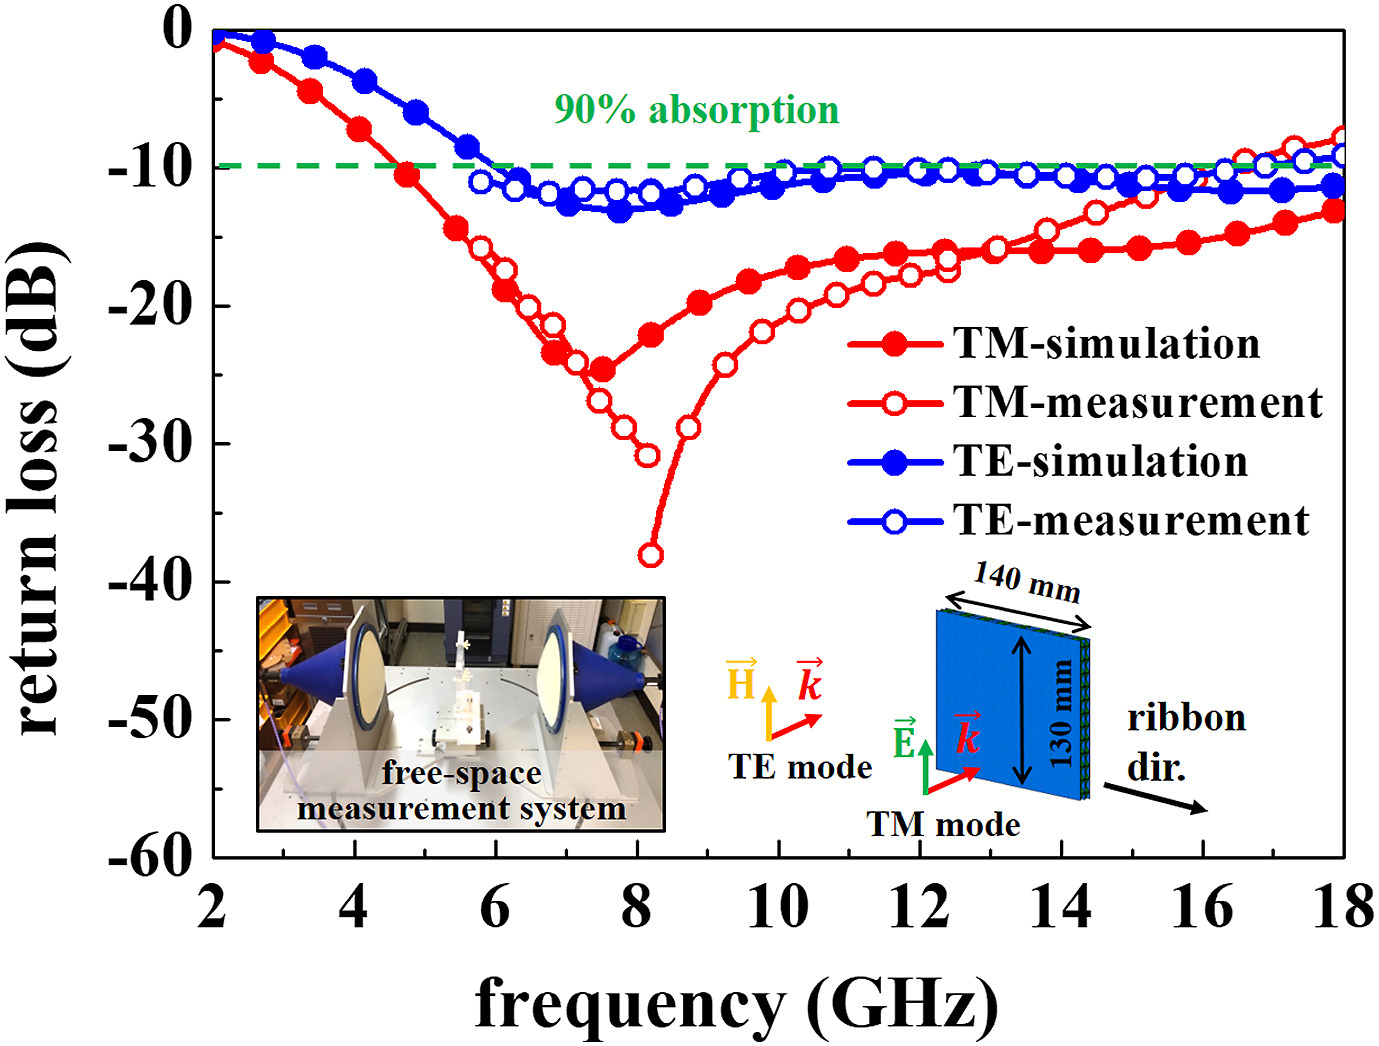 0
-10
-20
-30
-40
-50
-60
return loss (dB)
90% absorption
TM-simulation
TM-measurement
TE-simulation
TE-measurement
free-space
measurement system
H k
TE mode
E k
TM mode
140 mm
130 mm
ribbon
dir.
2 4 6 8 10 12 14 16 18
frequency (GHz)